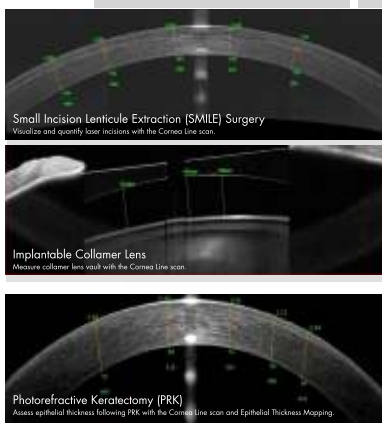 Small Incision Lenticule Extraction (SMILE) Surgery
Visualize and quantify laser incisions with the Cornea Line scan.
Implantable Collamer Lens
Measure collamer lens vault with the Cornea Line scan.
Photorefractive Keratectomy (PRK)
Assess epithelial thickness following PRK with the Cornea Line scan and Epithelial Thickness Mapping.